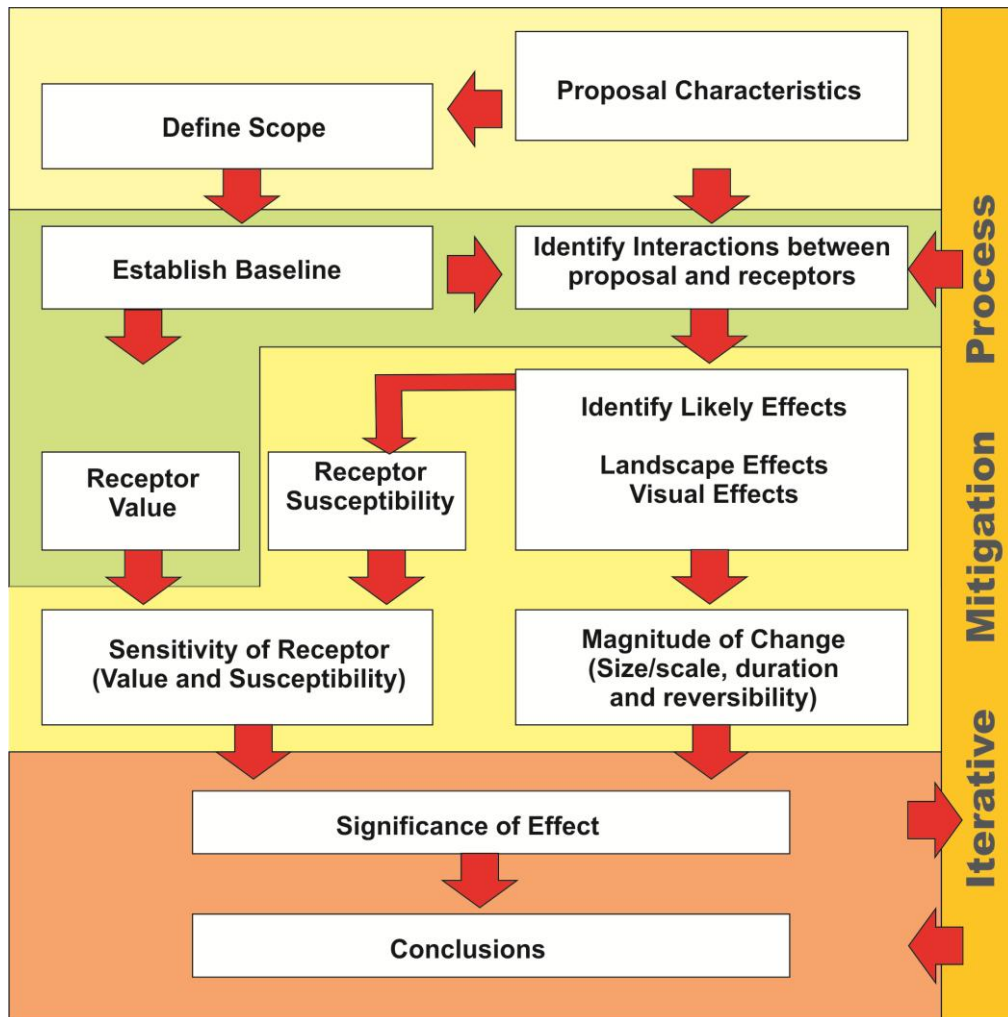 Proposal Characteristics
Define Scope
Establish Baseline
Identify Interactions between
proposal and receptors
Identify Likely Effects
Landscape Effects
Visual Effects
Receptor
Value
Receptor
Susceptibility
Sensitivity of Receptor
(Value and Susceptibility)
Magnitude of Change
(Size/scale, duration
and reversibility)
Significance of Effect
Conclusions
Iterative Mitigation Process